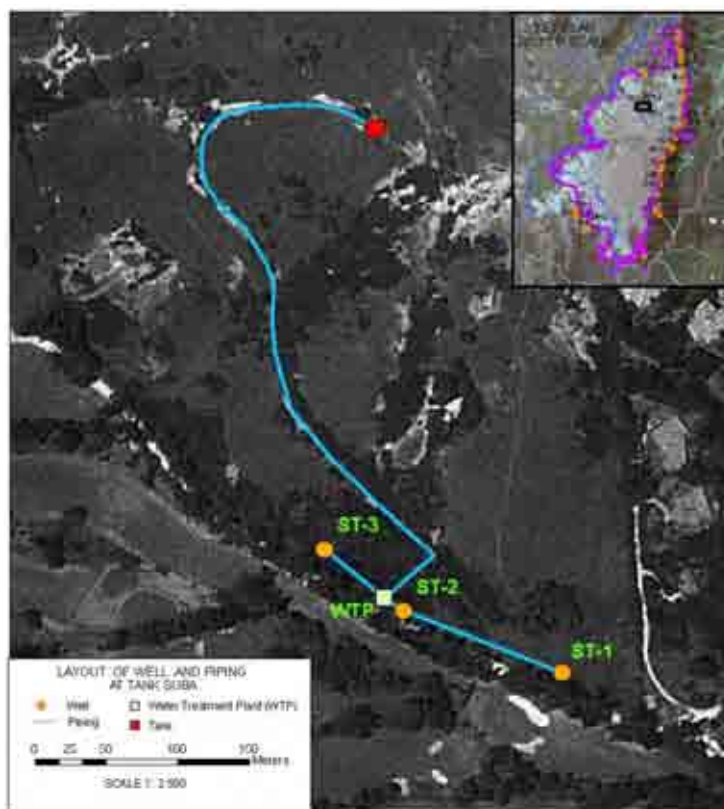 ST-3
ST-2
WTP
ST-1
LAYOUT OF WELL AND PIPING
AT TANK SUBA
Well
Water Treatment Plant (WTP)
Piping
Tank
0 25 50 100
Meters